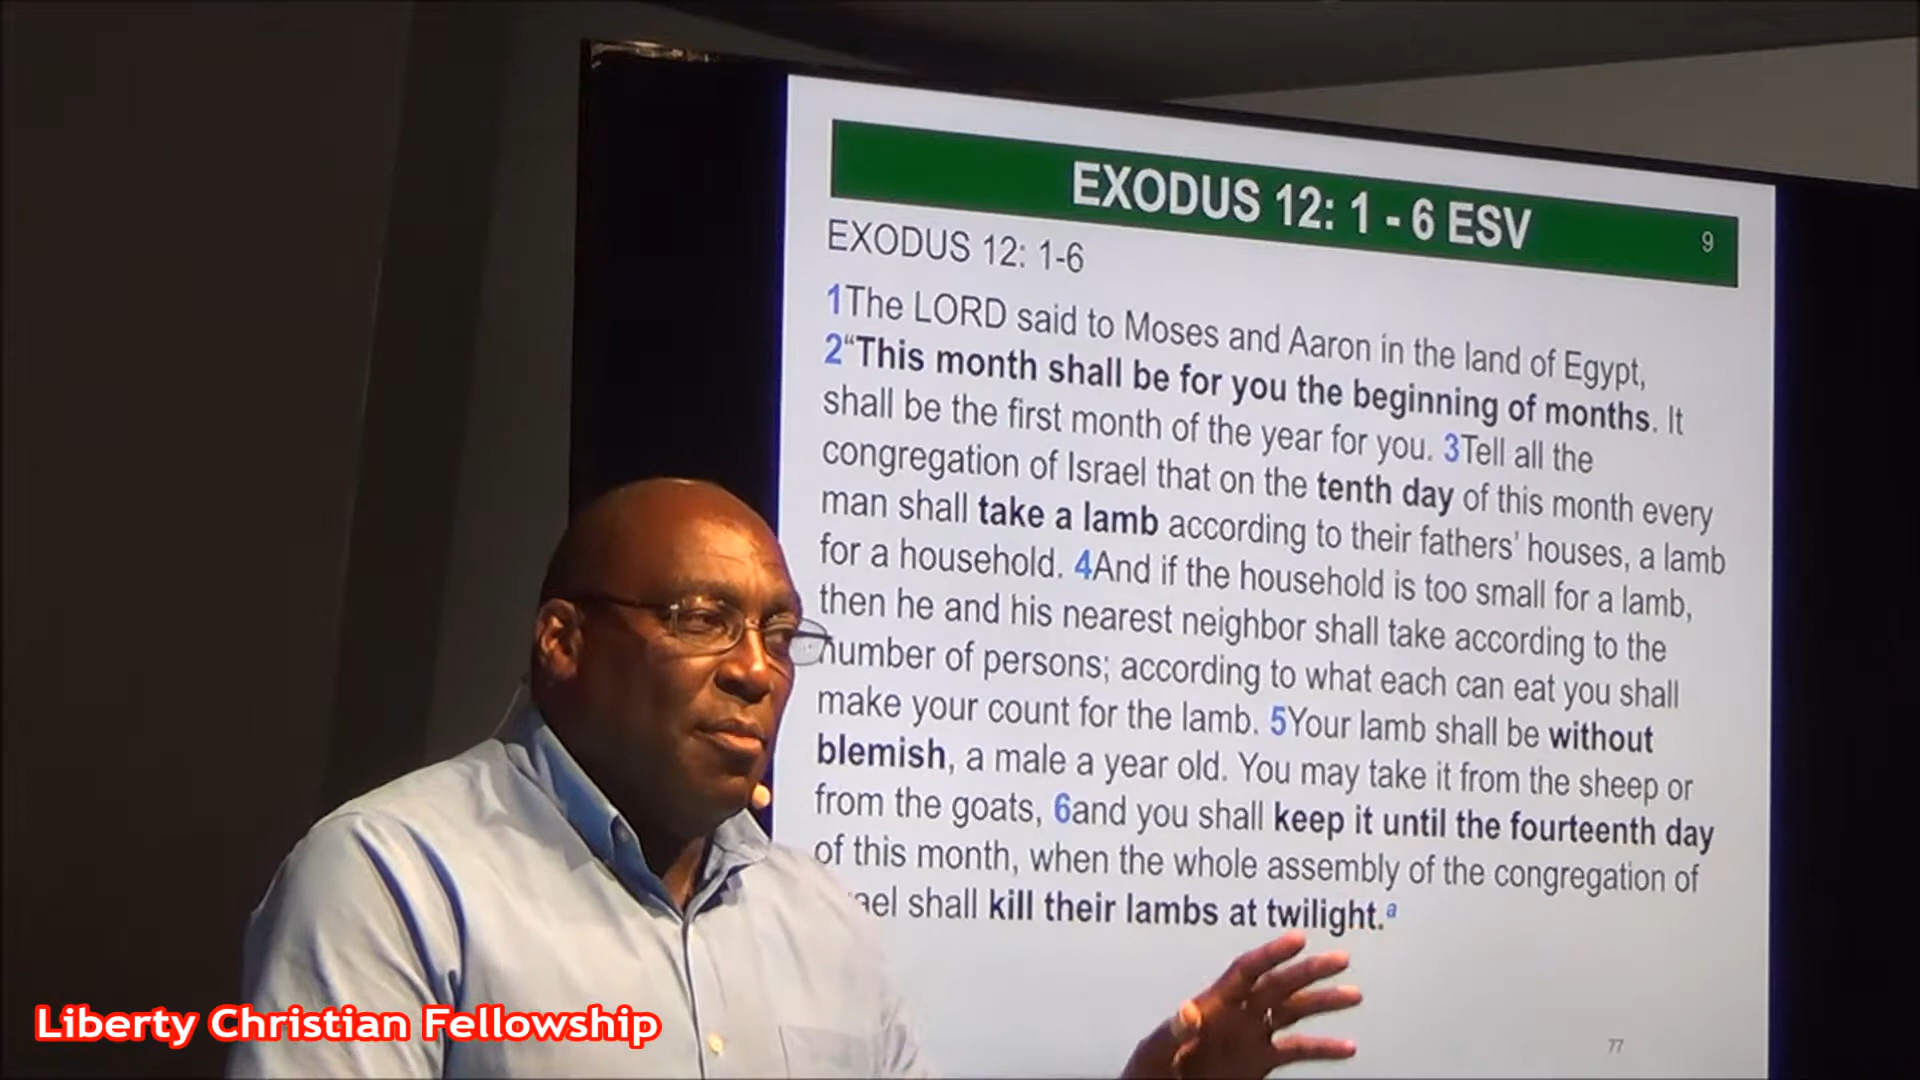 EXODUS 12: 1 - 6 ESV
9
EXODUS 12: 1-6
1The LORD said to Moses and Aaron in the land of Egypt,
2“This month shall be for you the beginning of months. It
shall be the first month of the year for you. 3Tell all the
congregation of Israel that on the tenth day of this month every
man shall take a lamb according to their fathers’ houses, a lamb
for a household. 4And if the household is too small for a lamb,
then he and his nearest neighbor shall take according to the
number of persons; according to what each can eat you shall
make your count for the lamb. 5Your lamb shall be without
blemish, a male a year old. You may take it from the sheep or
from the goats, 6and you shall keep it until the fourteenth day
of this month, when the whole assembly of the congregation of
ael shall kill their lambs at twilight.a
77
Liberty Christian Fellowship